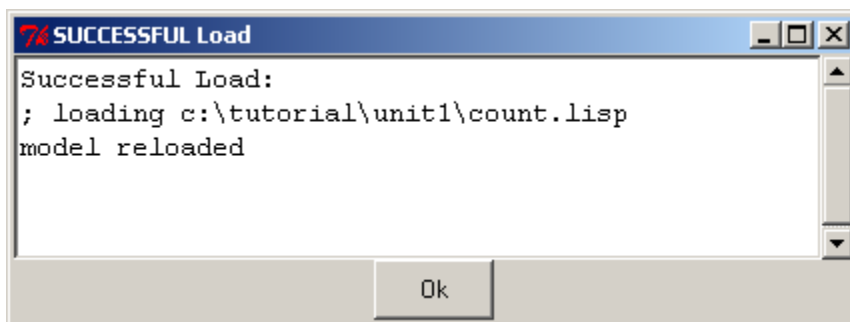 SUCCESSFUL Load
Successful Load:
; loading c:\tutorial\unit1\count.lisp
model reloaded
Ok